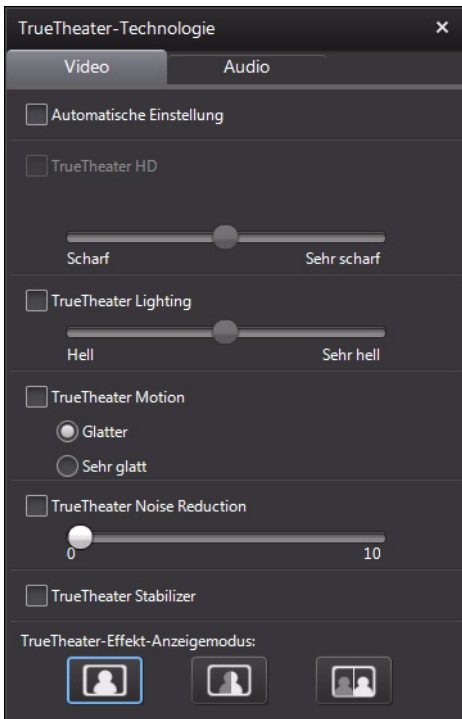 TrueTheater-Technologie
Video Audio
Automatische Einstellung
TrueTheater HD
Scharf Sehr scharf
TrueTheater Lighting
Hell Sehr hell
TrueTheater Motion
Glatter
Sehr glatt
TrueTheater Noise Reduction
0 10
TrueTheater Stabilizer
TrueTheater-Effekt-Anzeigemodus: